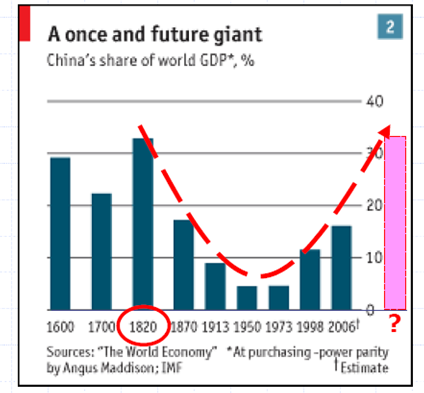 A once and future giant
2
China's share of world GDP*, %
40
30
20
10
0
1600 1700 1820 1870 1913 1950 1973 1998 2006†
?
Sources: "The World Economy" *At purchasing-power parity
by Angus Maddison; IMF †Estimate